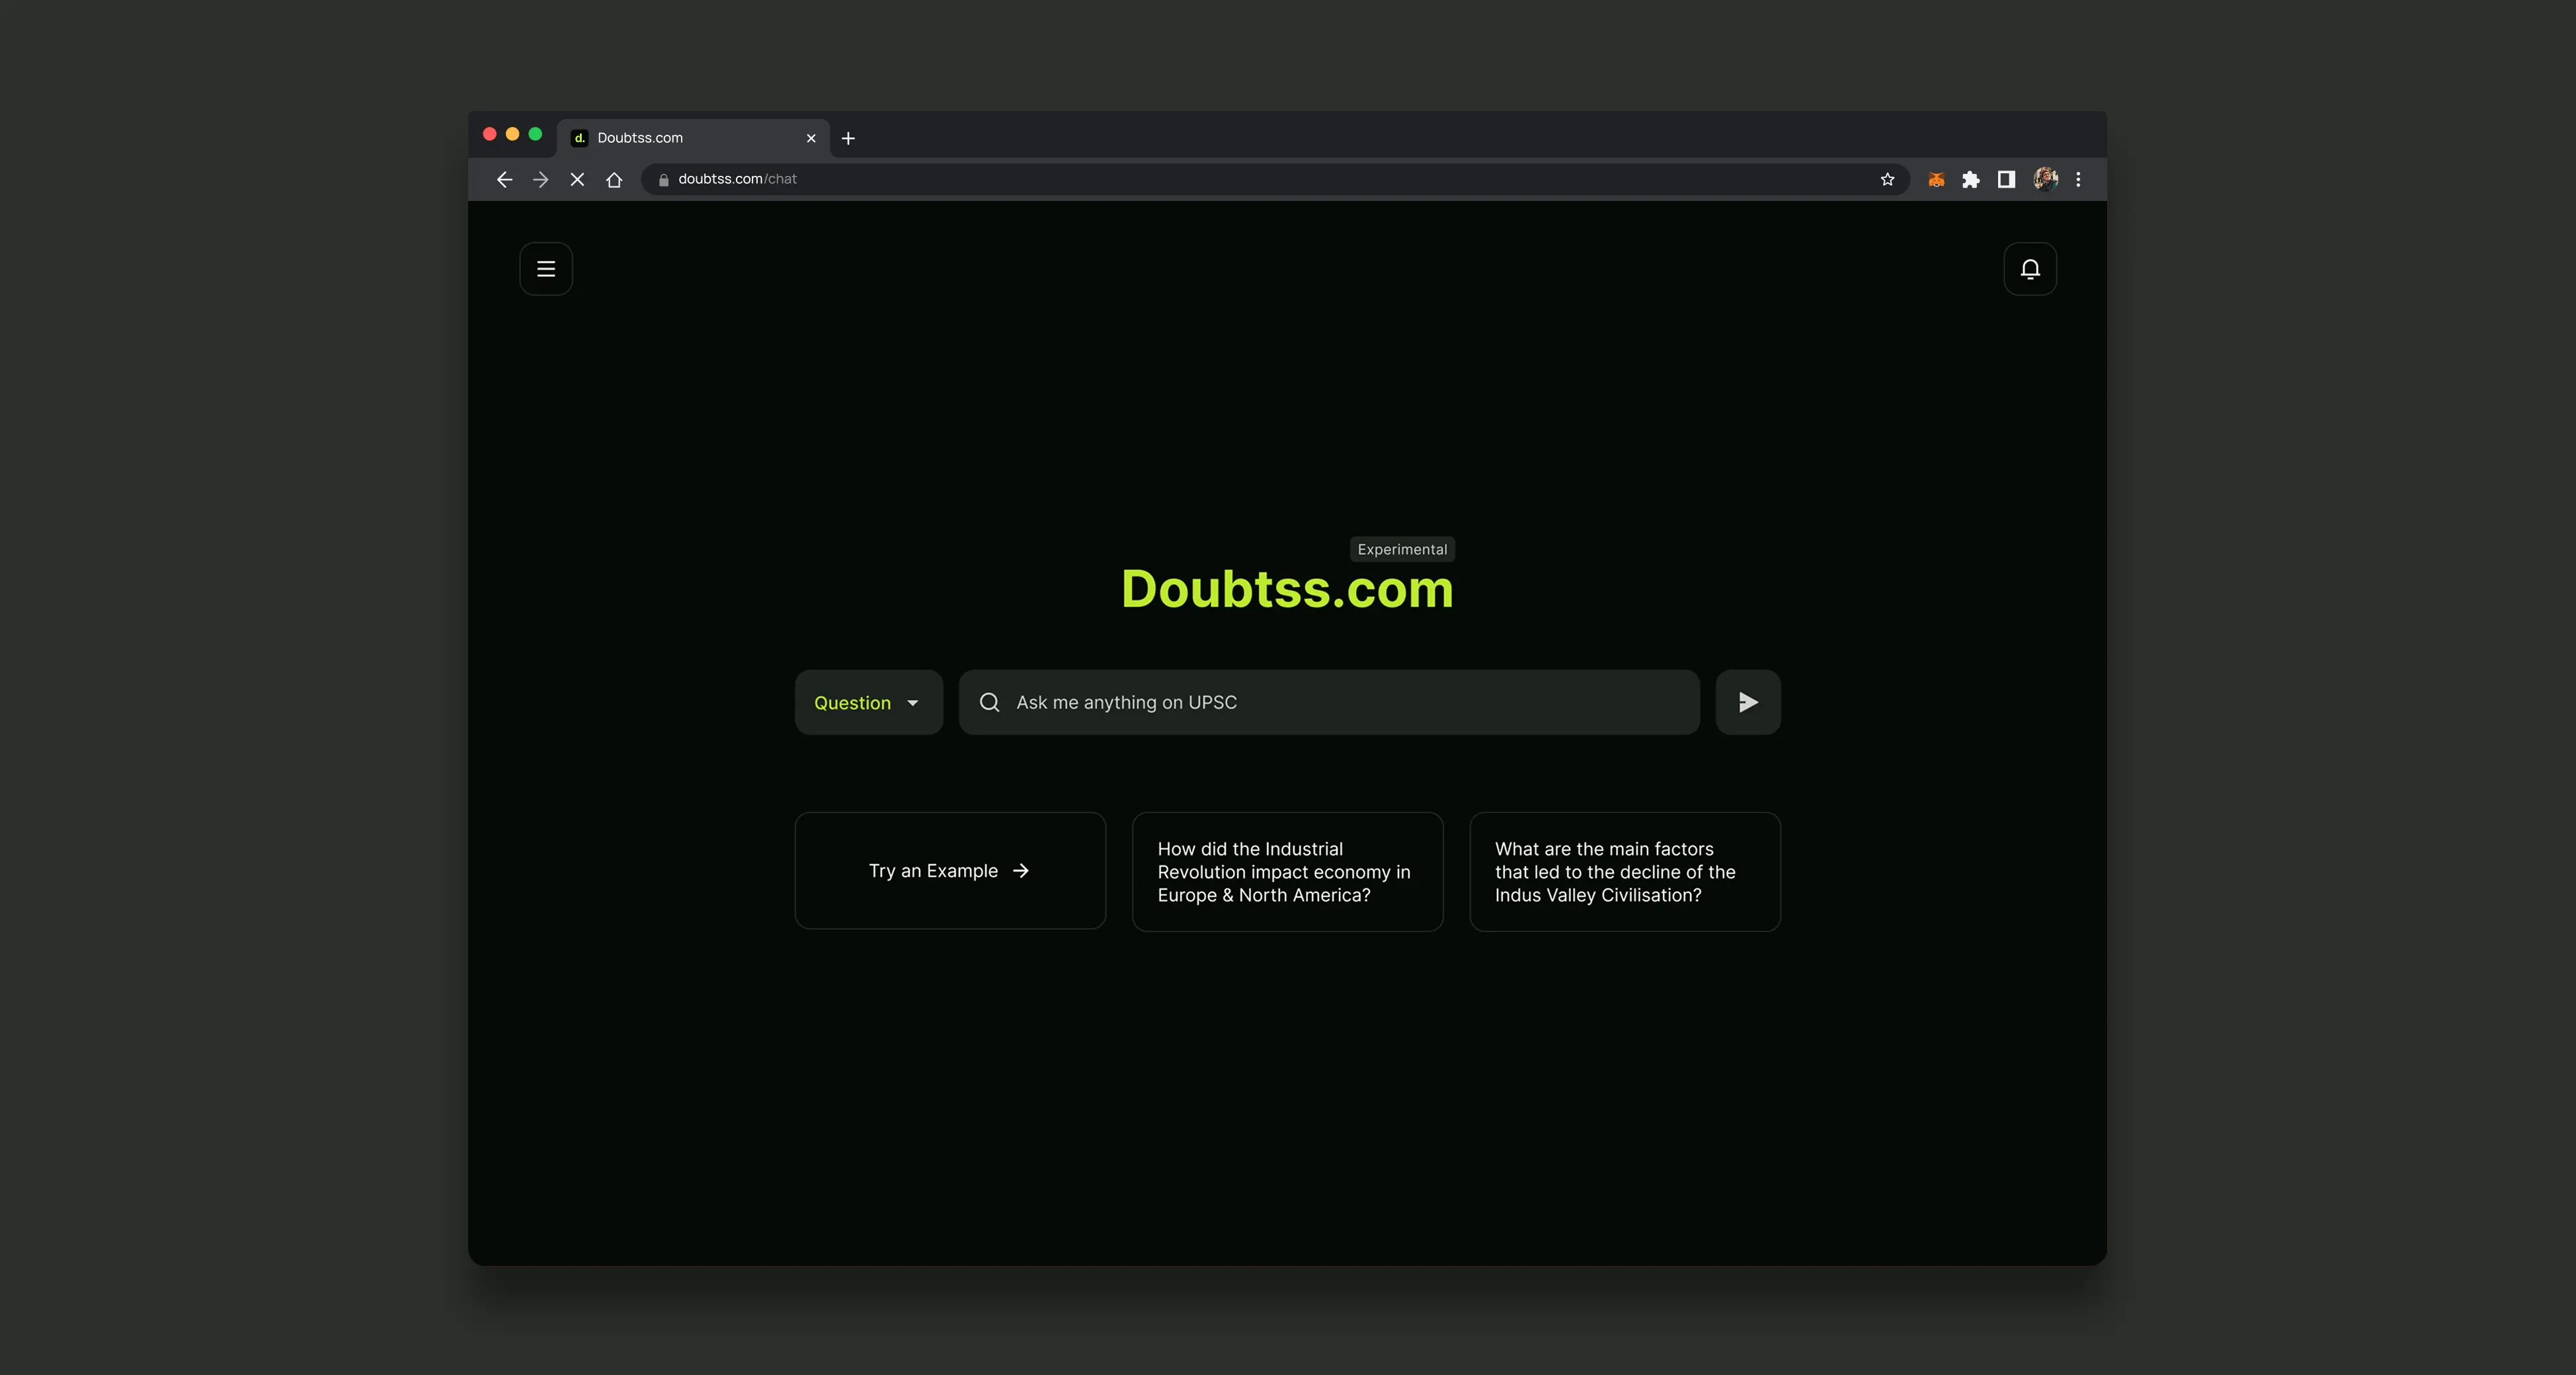 d. Doubtss.com
doubtss.com/chat
Experimental
Doubtss.com
Question
Ask me anything on UPSC
Try an Example
How did the Industrial
Revolution impact economy in
Europe & North America?
What are the main factors
that led to the decline of the
Indus Valley Civilisation?